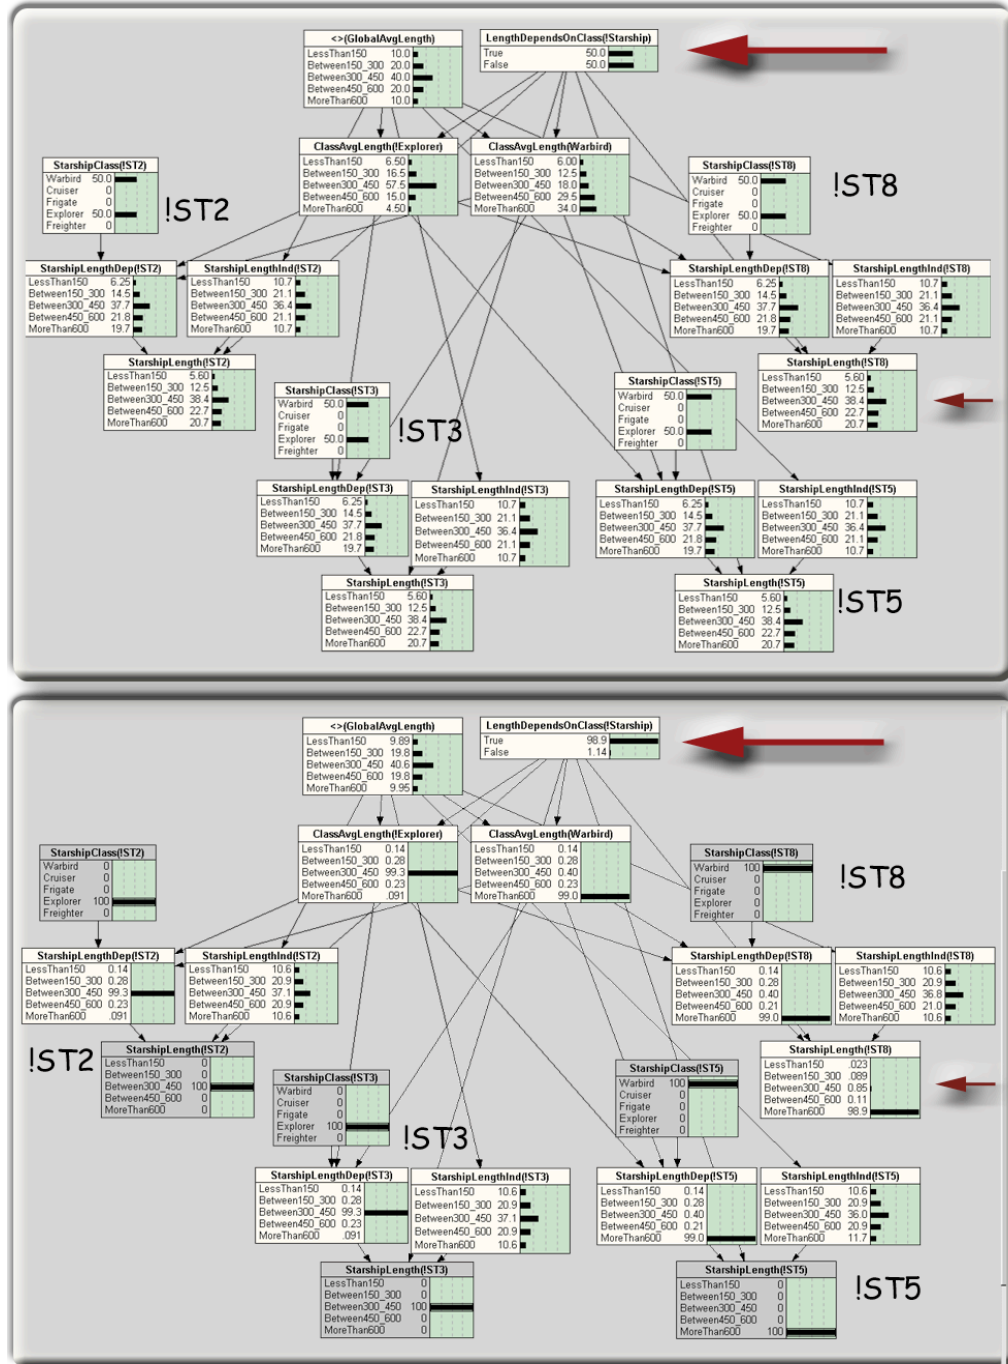 <>(GlobalAvgLength)
LessThan150 10.0
Between150_300 20.0
Between300_450 40.0
Between450_600 20.0
MoreThan600 10.0
LengthDependsOnClass(!Starship)
True 50.0
False 50.0
ClassAvgLength(!Explorer)
LessThan150 6.50
Between150_300 16.5
Between300_450 57.5
Between450_600 15.0
MoreThan600 4.50
ClassAvgLength(Warbird)
LessThan150 6.00
Between150_300 12.5
Between300_450 18.0
Between450_600 29.5
MoreThan600 34.0
StarshipClass(!ST2)
Warbird 50.0
Cruiser 0
Frigate 0
Explorer 50.0
Freighter 0
!ST2
StarshipClass(!ST8)
Warbird 50.0
Cruiser 0
Frigate 0
Explorer 50.0
Freighter 0
!ST8
StarshipLengthDep(!ST2)
LessThan150 6.25
Between150_300 14.5
Between300_450 37.7
Between450_600 21.8
MoreThan600 19.7
StarshipLengthInd(!ST2)
LessThan150 10.7
Between150_300 21.1
Between300_450 36.4
Between450_600 21.1
MoreThan600 10.7
StarshipLengthDep(!ST8)
LessThan150 6.25
Between150_300 14.5
Between300_450 37.7
Between450_600 21.8
MoreThan600 19.7
StarshipLengthInd(!ST8)
LessThan150 10.7
Between150_300 21.1
Between300_450 36.4
Between450_600 21.1
MoreThan600 10.7
StarshipLength(!ST2)
LessThan150 5.60
Between150_300 12.5
Between300_450 38.4
Between450_600 22.7
MoreThan600 20.7
StarshipLength(!ST8)
LessThan150 5.60
Between150_300 12.5
Between300_450 38.4
Between450_600 22.7
MoreThan600 20.7
StarshipClass(!ST3)
Warbird 50.0
Cruiser 0
Frigate 0
Explorer 50.0
Freighter 0
!ST3
StarshipClass(!ST5)
Warbird 50.0
Cruiser 0
Frigate 0
Explorer 50.0
Freighter 0
StarshipLengthDep(!ST3)
LessThan150 6.25
Between150_300 14.5
Between300_450 37.7
Between450_600 21.8
MoreThan600 19.7
StarshipLengthInd(!ST3)
LessThan150 10.7
Between150_300 21.1
Between300_450 36.4
Between450_600 21.1
MoreThan600 10.7
StarshipLengthDep(!ST5)
LessThan150 6.25
Between150_300 14.5
Between300_450 37.7
Between450_600 21.8
MoreThan600 19.7
StarshipLengthInd(!ST5)
LessThan150 10.7
Between150_300 21.1
Between300_450 36.4
Between450_600 21.1
MoreThan600 10.7
StarshipLength(!ST3)
LessThan150 5.60
Between150_300 12.5
Between300_450 38.4
Between450_600 22.7
MoreThan600 20.7
StarshipLength(!ST5)
LessThan150 5.60
Between150_300 12.5
Between300_450 38.4
Between450_600 22.7
MoreThan600 20.7
!ST5
<>(GlobalAvgLength)
LessThan150 9.89
Between150_300 19.8
Between300_450 40.6
Between450_600 19.8
MoreThan600 9.95
LengthDependsOnClass(!Starship)
True 98.9
False 1.14
ClassAvgLength(!Explorer)
LessThan150 0.14
Between150_300 0.28
Between300_450 99.3
Between450_600 0.23
MoreThan600 .091
ClassAvgLength(Warbird)
LessThan150 0.14
Between150_300 0.28
Between300_450 0.40
Between450_600 0.23
MoreThan600 99.0
StarshipClass(!ST2)
Warbird 0
Cruiser 0
Frigate 0
Explorer 100
Freighter 0
StarshipClass(!ST8)
Warbird 100
Cruiser 0
Frigate 0
Explorer 0
Freighter 0
!ST8
StarshipLengthDep(!ST2)
LessThan150 0.14
Between150_300 0.28
Between300_450 99.3
Between450_600 0.23
MoreThan600 .091
StarshipLengthInd(!ST2)
LessThan150 10.6
Between150_300 20.9
Between300_450 37.1
Between450_600 20.9
MoreThan600 10.6
StarshipLengthDep(!ST8)
LessThan150 0.14
Between150_300 0.28
Between300_450 0.40
Between450_600 0.21
MoreThan600 99.0
StarshipLengthInd(!ST8)
LessThan150 10.6
Between150_300 20.9
Between300_450 36.8
Between450_600 21.0
MoreThan600 10.6
!ST2
StarshipLength(!ST2)
LessThan150 0
Between150_300 0
Between300_450 100
Between450_600 0
MoreThan600 0
StarshipLength(!ST8)
LessThan150 .023
Between150_300 .089
Between300_450 0.85
Between450_600 0.11
MoreThan600 98.9
StarshipClass(!ST3)
Warbird 0
Cruiser 0
Frigate 0
Explorer 100
Freighter 0
!ST3
StarshipClass(!ST5)
Warbird 100
Cruiser 0
Frigate 0
Explorer 0
Freighter 0
StarshipLengthDep(!ST3)
LessThan150 0.14
Between150_300 0.28
Between300_450 99.3
Between450_600 0.23
MoreThan600 .091
StarshipLengthInd(!ST3)
LessThan150 10.6
Between150_300 20.9
Between300_450 37.1
Between450_600 20.9
MoreThan600 10.6
StarshipLengthDep(!ST5)
LessThan150 0.14
Between150_300 0.28
Between300_450 0.40
Between450_600 0.21
MoreThan600 99.0
StarshipLengthInd(!ST5)
LessThan150 10.6
Between150_300 20.9
Between300_450 36.0
Between450_600 20.9
MoreThan600 11.7
StarshipLength(!ST3)
LessThan150 0
Between150_300 0
Between300_450 100
Between450_600 0
MoreThan600 0
StarshipLength(!ST5)
LessThan150 0
Between150_300 0
Between300_450 0
Between450_600 0
MoreThan600 100
!ST5